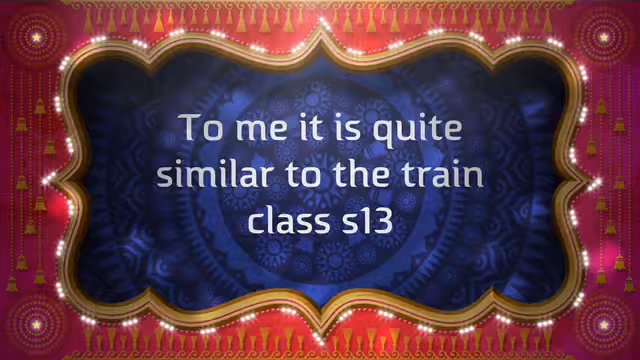 To me it is quite
similar to the train
class s13